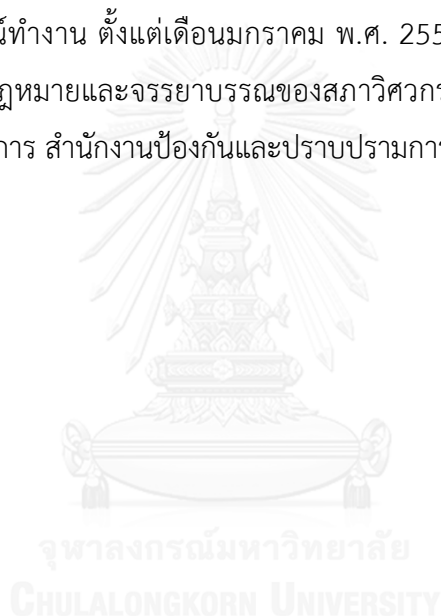 น์ทำงาน ตั้งแต่เดือนมกราคม พ.ศ. 255
ฎหมายและจรรยาบรรณของสภาวิศวกร
การ สำนักงานป้องกันและปราบปรามการ
จุฬาลงกรณ์มหาวิทยาลัย
CHULALONGKORN UNIVERSITY